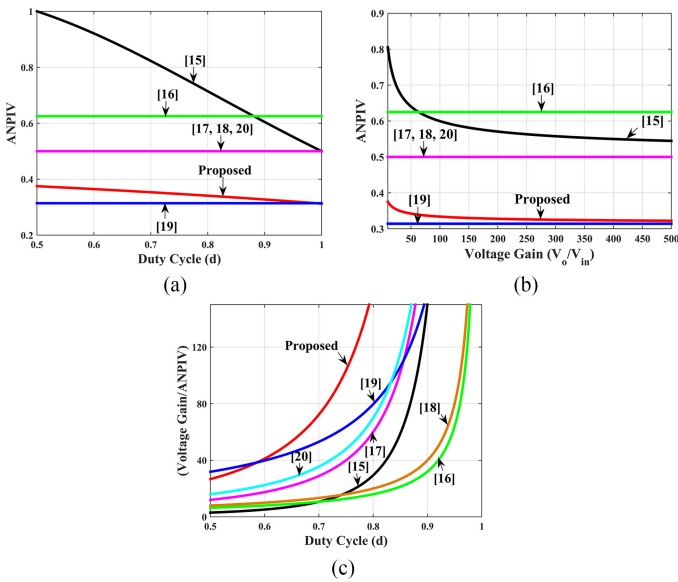 ANPIV
1
0.8
0.6
0.4
0.2
[15]
[16]
[17, 18, 20]
Proposed
[19]
0.5 0.6 0.7 0.8 0.9 1
Duty Cycle (d)
(a)
ANPIV
0.9
0.8
0.7
0.6
0.5
0.4
0.3
[16]
[15]
[17, 18, 20]
[19]
Proposed
50 100 150 200 250 300 350 400 450 500
Voltage Gain (Vo/Vin)
(b)
(Voltage Gain/ANPIV)
120
80
40
0
Proposed
[19]
[18]
[20]
[17]
[15]
[16]
0.5 0.6 0.7 0.8 0.9 1
Duty Cycle (d)
(c)